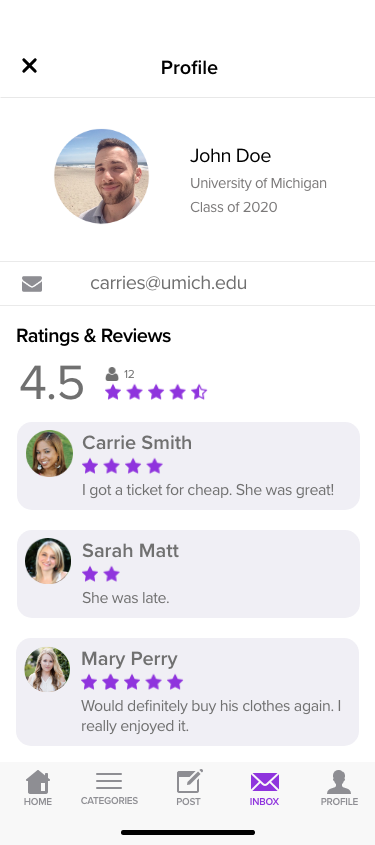 Profile
John Doe
University of Michigan
Class of 2020
carries@umich.edu
Ratings & Reviews
4.5
12
Carrie Smith
I got a ticket for cheap. She was great!
Sarah Matt
She was late.
Mary Perry
Would definitely buy his clothes again. I
really enjoyed it.
HOME
CATEGORIES
POST
INBOX
PROFILE